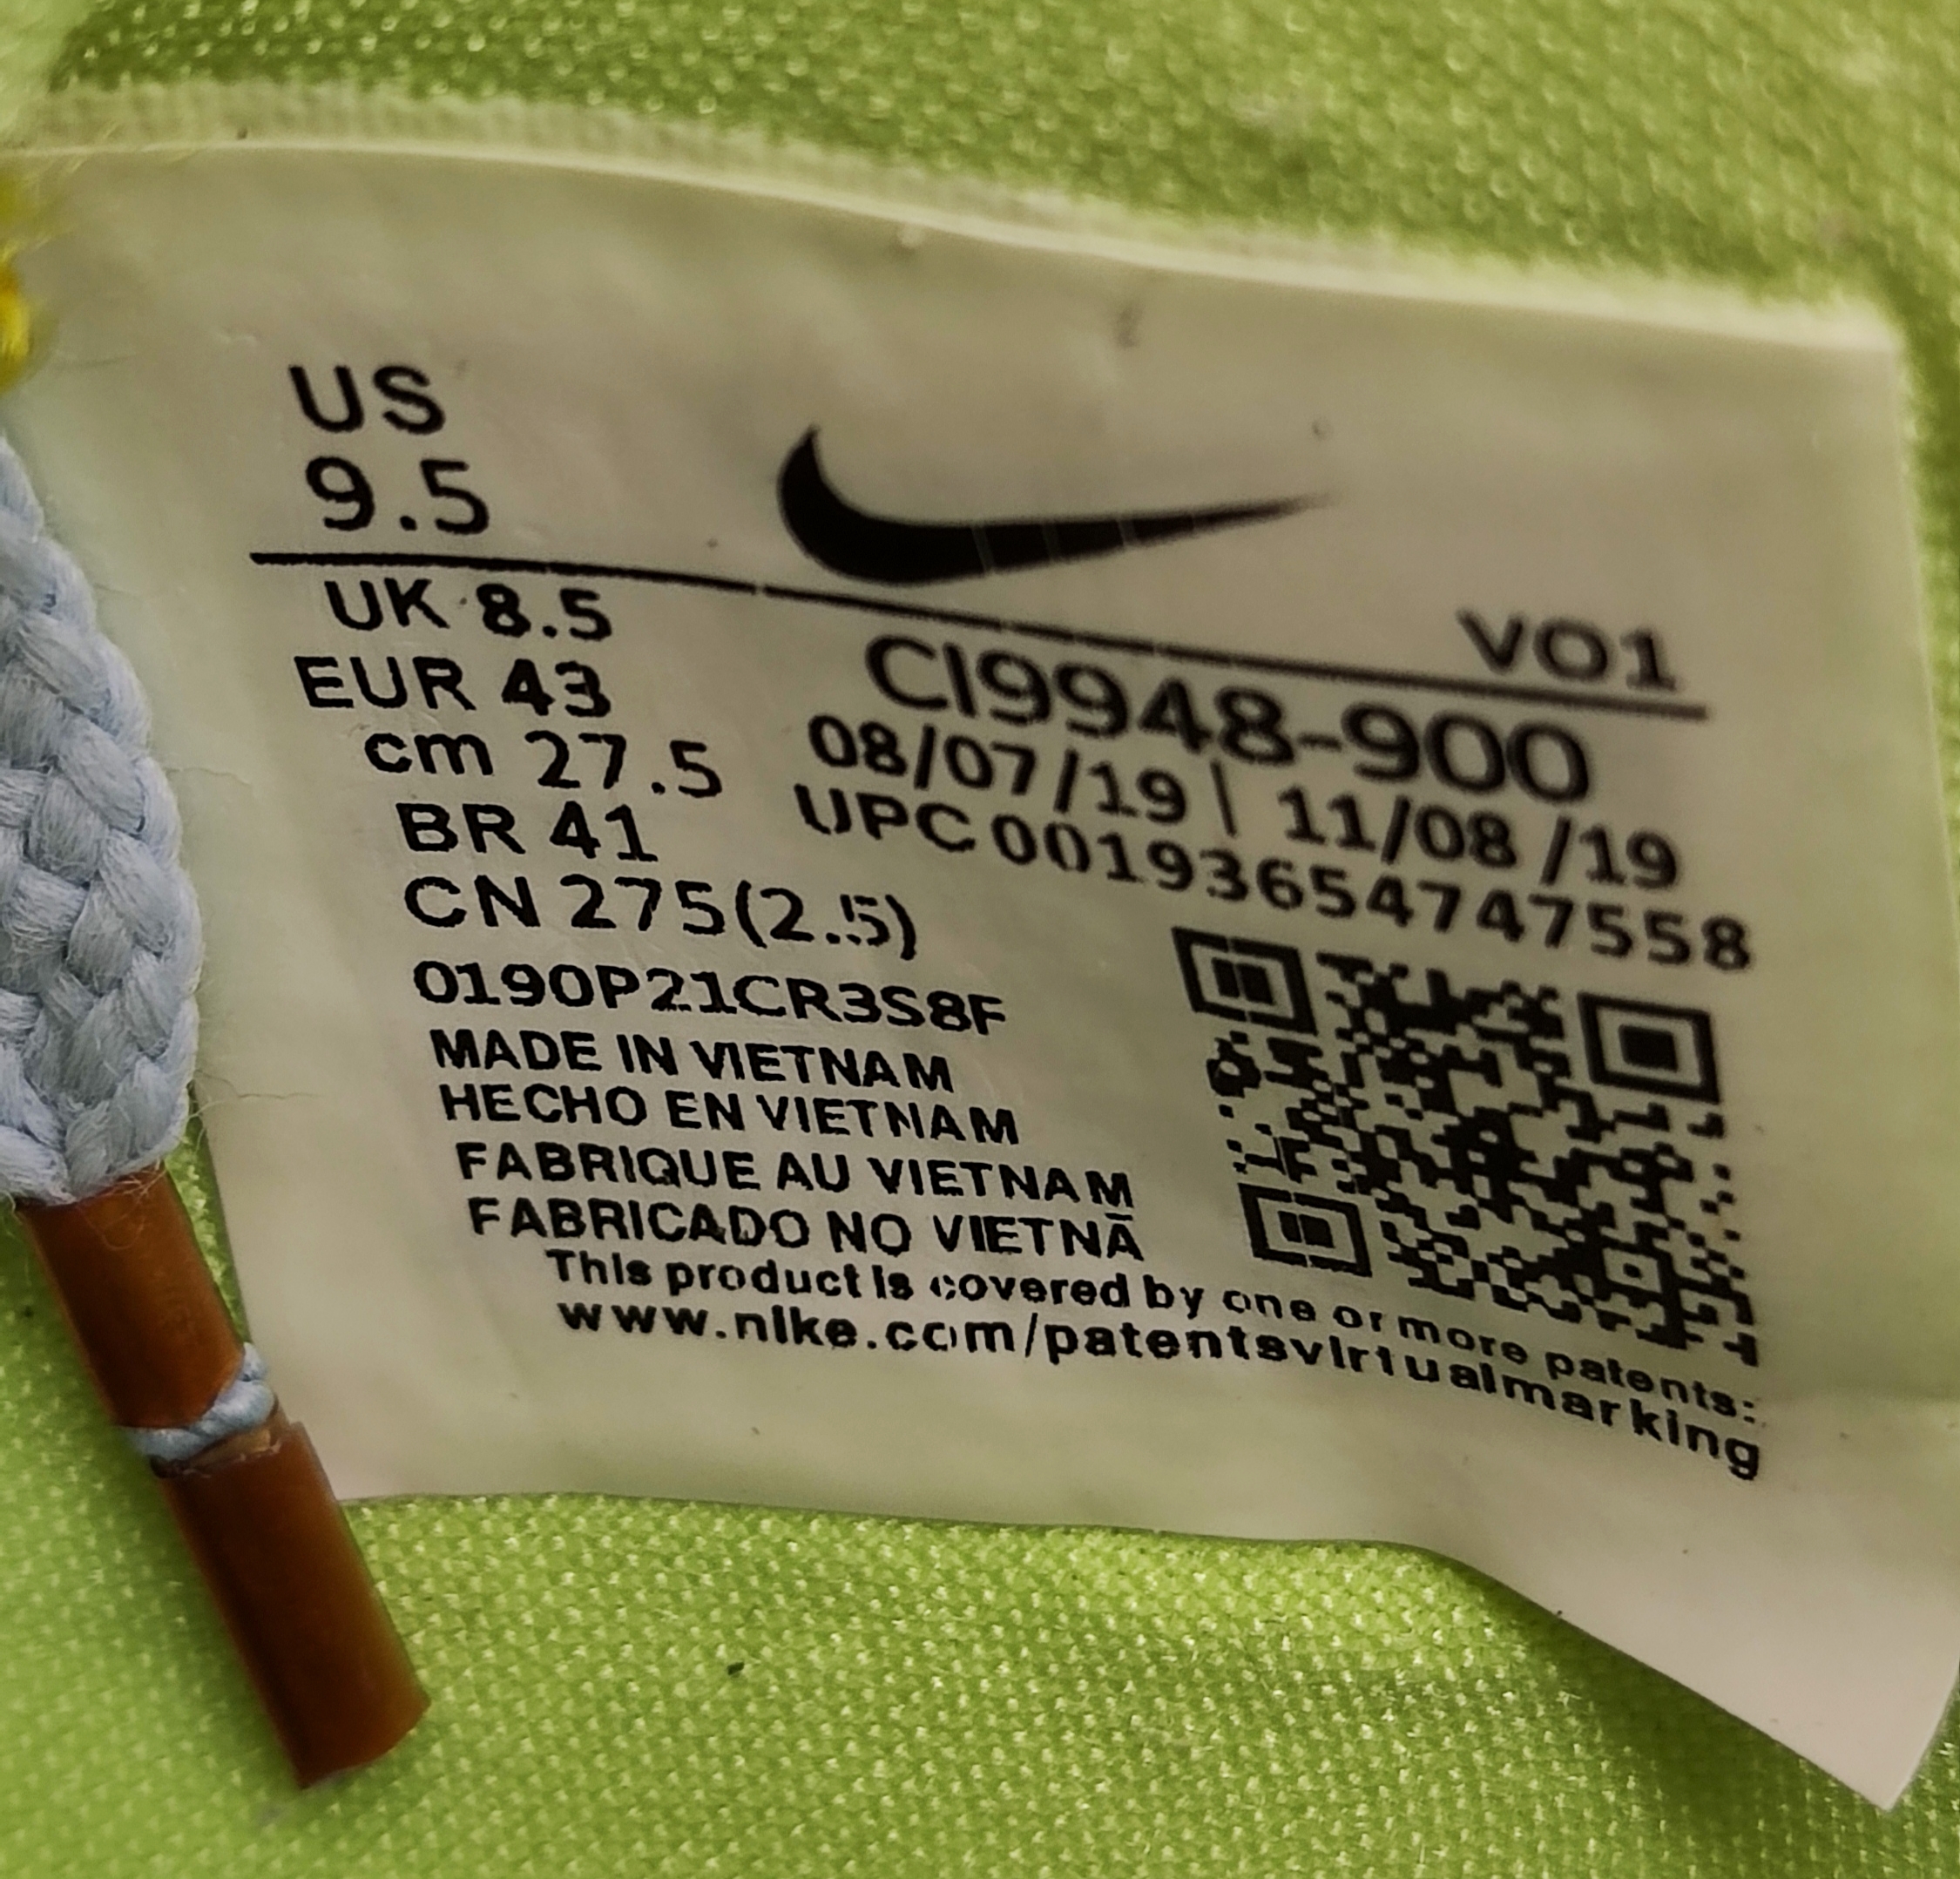 US
9.5
VO1
UK 8.5
EUR 43
cm 27.5
BR 41
CN 275(2.5)
CI9948-900
08/07/19 | 11/08/19
UPC 00193654747558
0190P21CR3S8F
MADE IN VIETNAM
HECHO EN VIETNAM
FABRIQUE AU VIETNAM
FABRICADO NO VIETNÃ
This product is covered by one or more patents:
www.nike.com/patentsvirtualmarking